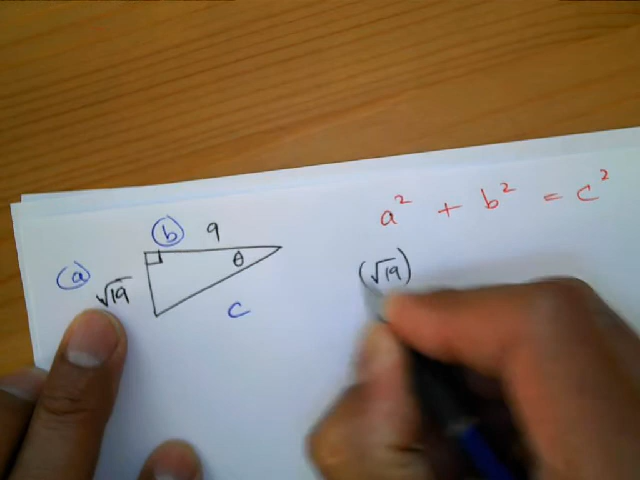 a² + b² = c²
b 9
a √19 θ c
(√19)